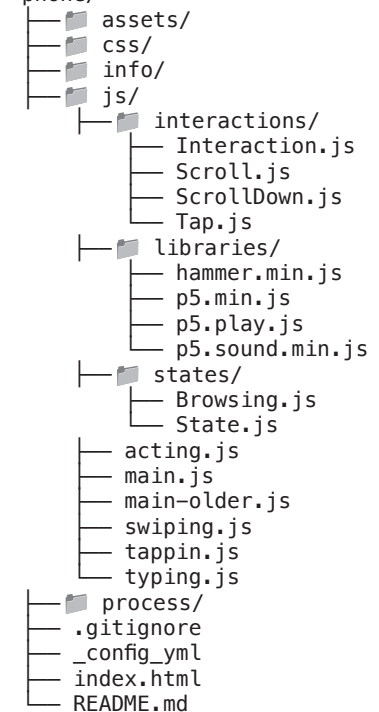 phone/
assets/
css/
info/
js/
interactions/
Interaction.js
Scroll.js
ScrollDown.js
Tap.js
libraries/
hammer.min.js
p5.min.js
p5.play.js
p5.sound.min.js
states/
Browsing.js
State.js
acting.js
main.js
main-older.js
swiping.js
tappin.js
typing.js
process/
.gitignore
_config_yml
index.html
README.md